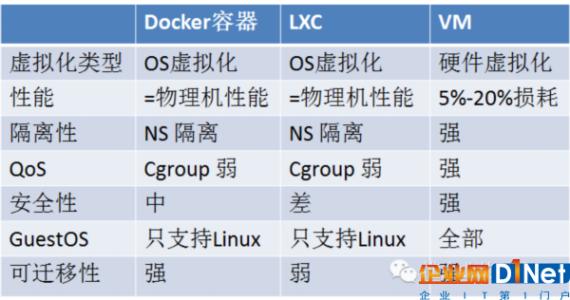 Docker容器 LXC VM
虚拟化类型 OS虚拟化 OS虚拟化 硬件虚拟化
性能 =物理机性能 =物理机性能 5%-20%损耗
隔离性 NS 隔离 NS 隔离 强
QoS Cgroup 弱 Cgroup 弱 强
安全性 中 差 强
GuestOS 只支持Linux 只支持Linux 全部
可迁移性 强 弱
企业网D1Net
企业IT第1门户